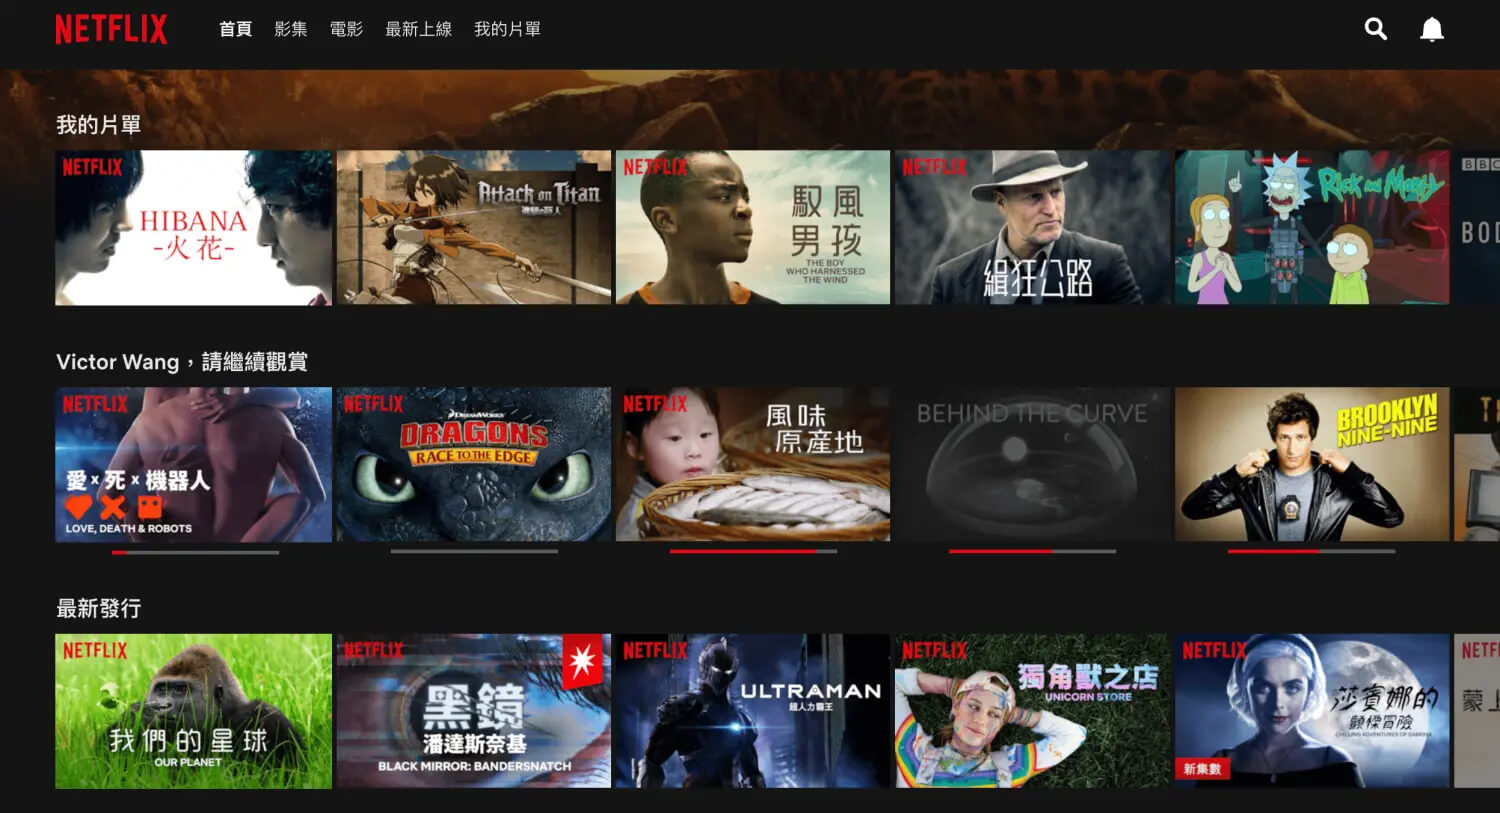 NETFLIX
首頁 影集 電影 最新上線 我的片單
我的片單
NETFLIX
HIBANA
-火花-
Attack on Titan
進撃の巨人
NETFLIX
馭風
男孩
THE BOY
WHO HARNESSED
THE WIND
NETFLIX
緝狂公路
RICK AND MORTY
BBC
BOD
Victor Wang，請繼續觀賞
NETFLIX
愛×死×機器人
LOVE, DEATH & ROBOTS
NETFLIX
DREAMWORKS
DRAGONS
RACE TO THE EDGE
NETFLIX
風味
原產地
BEHIND THE CURVE
BROOKLYN
NINE-NINE
最新發行
NETFLIX
我們的星球
OUR PLANET
NETFLIX
黑鏡
潘達斯奈基
BLACK MIRROR: BANDERSNATCH
NETFLIX
ULTRAMAN
超人力霸王
NETFLIX
獨角獸之店
UNICORN STORE
NETFLIX
莎賓娜的
顫慄冒險
CHILLING ADVENTURES OF SABRINA
新集數
NETF
蒙上